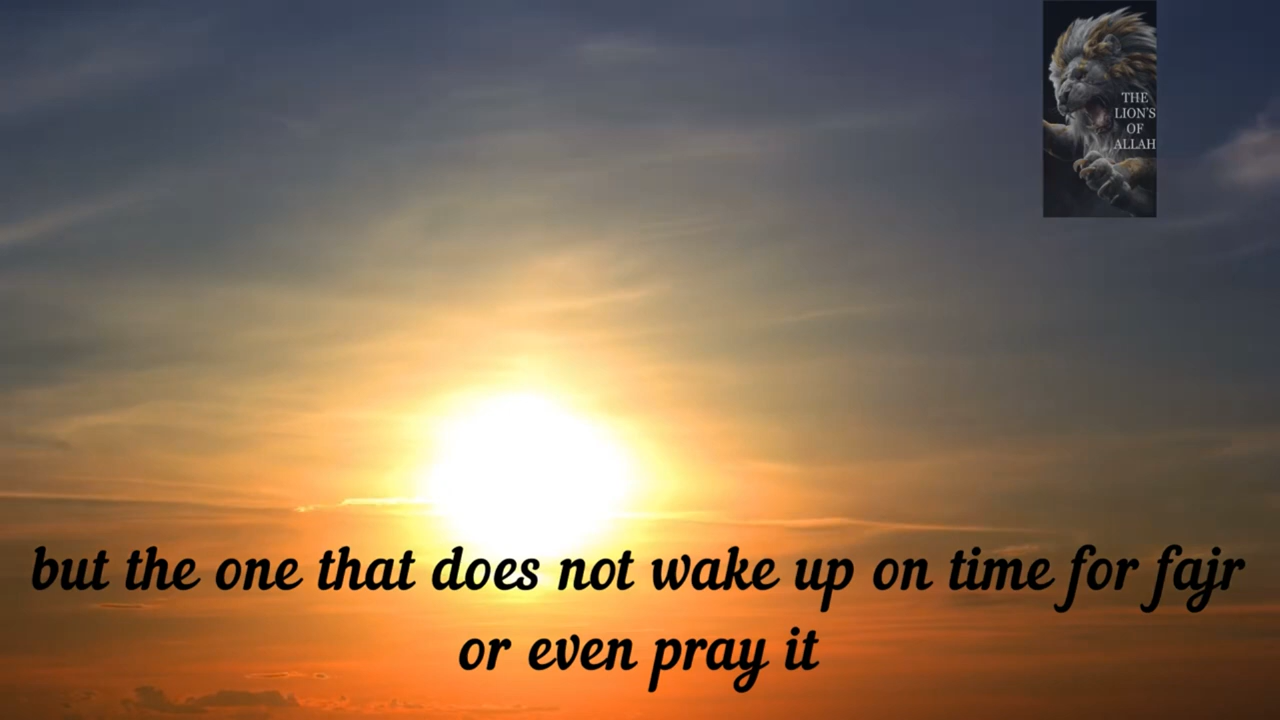 THE
LION'S
OF
ALLAH
but the one that does not wake up on time for fajr
or even pray it